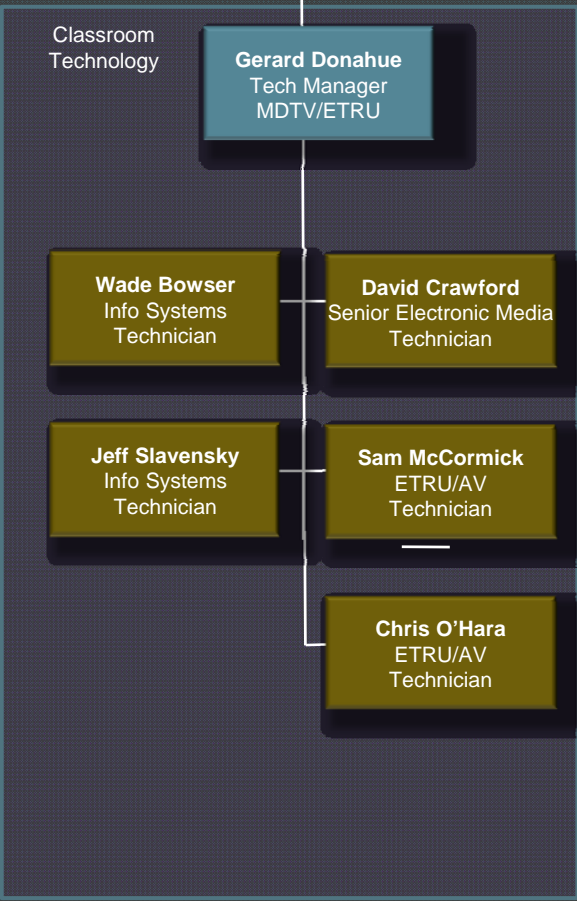 Classroom
Technology
Gerard Donahue
Tech Manager
MDTV/ETRU
Wade Bowser
Info Systems
Technician
David Crawford
Senior Electronic Media
Technician
Jeff Slavensky
Info Systems
Technician
Sam McCormick
ETRU/AV
Technician
Chris O’Hara
ETRU/AV
Technician